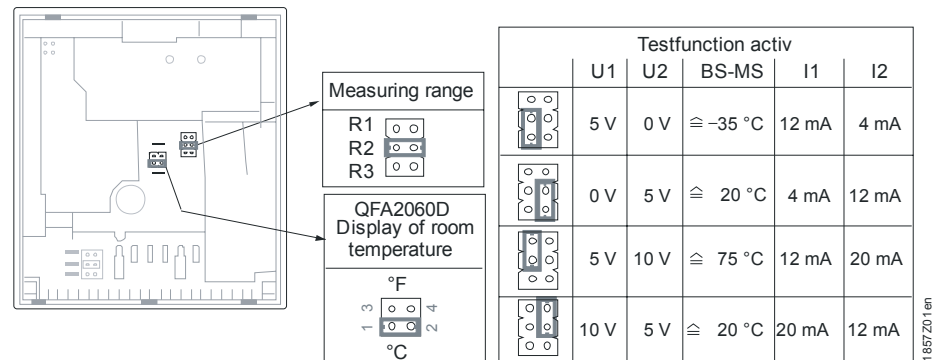 Measuring range
R1
R2
R3
QFA2060D
Display of room
temperature
°F
3 4
1 2
°C
Testfunction activ
U1 U2 BS-MS I1 I2
5 V 0 V ≙ −35 °C 12 mA 4 mA
0 V 5 V ≙ 20 °C 4 mA 12 mA
5 V 10 V ≙ 75 °C 12 mA 20 mA
10 V 5 V ≙ 20 °C 20 mA 12 mA
1857Z01en